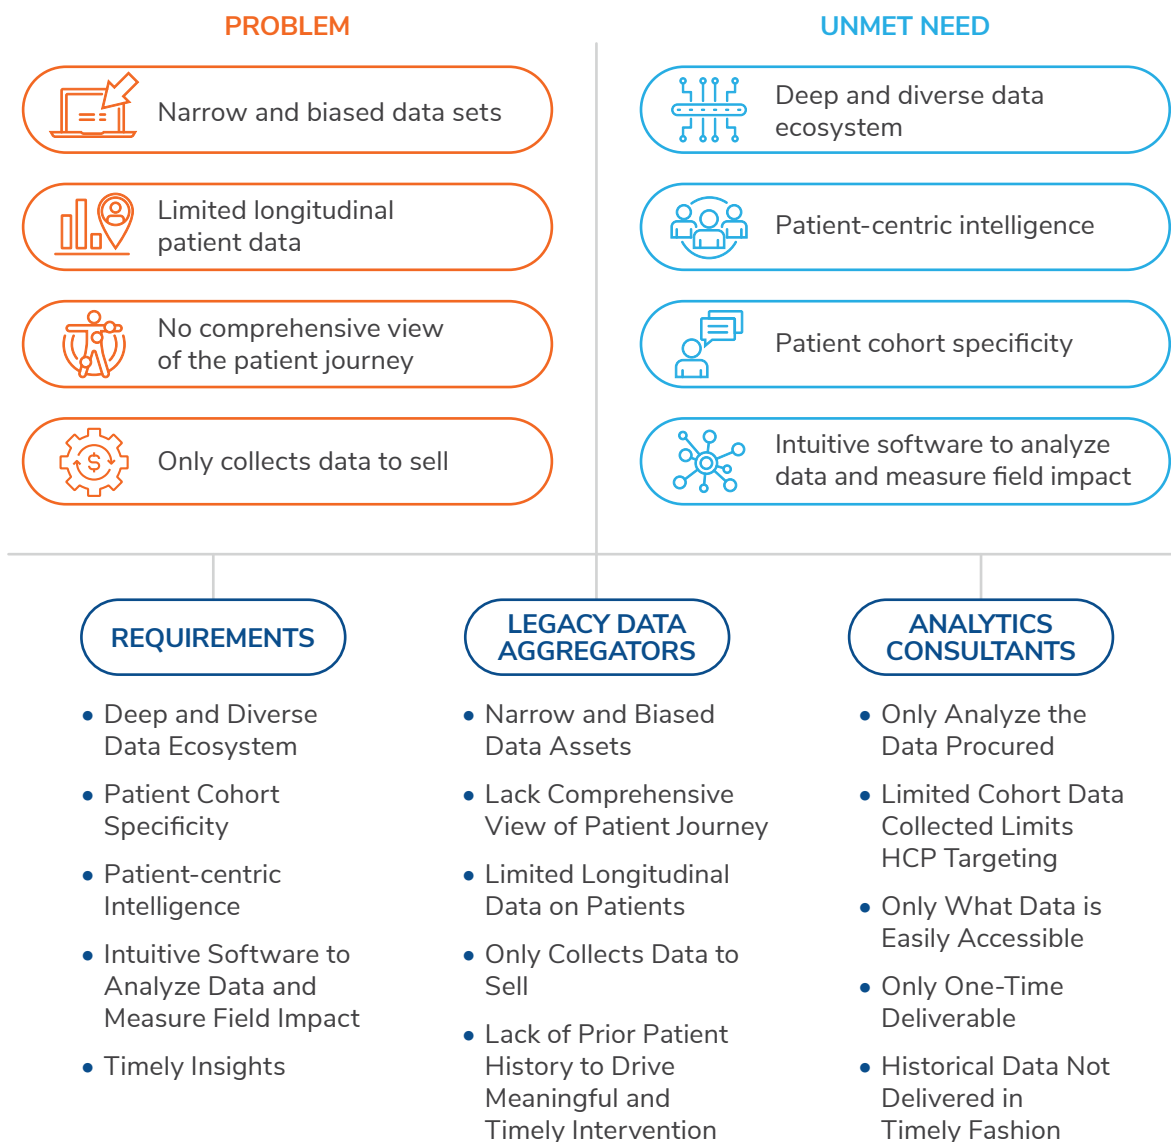 PROBLEM
Narrow and biased data sets
Limited longitudinal
patient data
No comprehensive view
of the patient journey
$
Only collects data to sell
UNMET NEED
Deep and diverse data
ecosystem
Patient-centric intelligence
Patient cohort specificity
Intuitive software to analyze
data and measure field impact
REQUIREMENTS
• Deep and Diverse
Data Ecosystem
• Patient Cohort
Specificity
• Patient-centric
Intelligence
• Intuitive Software to
Analyze Data and
Measure Field Impact
• Timely Insights
LEGACY DATA
AGGREGATORS
• Narrow and Biased
Data Assets
• Lack Comprehensive
View of Patient Journey
• Limited Longitudinal
Data on Patients
• Only Collects Data to
Sell
• Lack of Prior Patient
History to Drive
Meaningful and
Timely Intervention
ANALYTICS
CONSULTANTS
• Only Analyze the
Data Procured
• Limited Cohort Data
Collected Limits
HCP Targeting
• Only What Data is
Easily Accessible
• Only One-Time
Deliverable
• Historical Data Not
Delivered in
Timely Fashion